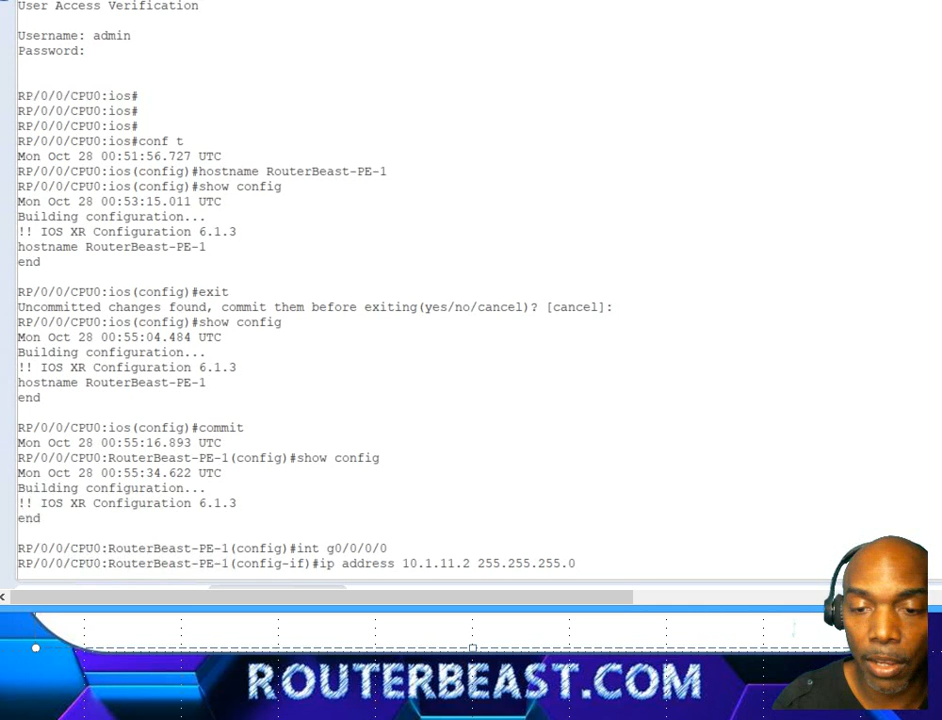 User Access Verification
Username: admin
Password:
RP/0/0/CPU0:ios#
RP/0/0/CPU0:ios#
RP/0/0/CPU0:ios#
RP/0/0/CPU0:ios#conf t
Mon Oct 28 00:51:56.727 UTC
RP/0/0/CPU0:ios(config)#hostname RouterBeast-PE-1
RP/0/0/CPU0:ios(config)#show config
Mon Oct 28 00:53:15.011 UTC
Building configuration...
!! IOS XR Configuration 6.1.3
hostname RouterBeast-PE-1
end
RP/0/0/CPU0:ios(config)#exit
Uncommitted changes found, commit them before exiting(yes/no/cancel)? [cancel]:
RP/0/0/CPU0:ios(config)#show config
Mon Oct 28 00:55:04.484 UTC
Building configuration...
!! IOS XR Configuration 6.1.3
hostname RouterBeast-PE-1
end
RP/0/0/CPU0:ios(config)#commit
Mon Oct 28 00:55:16.893 UTC
RP/0/0/CPU0:RouterBeast-PE-1(config)#show config
Mon Oct 28 00:55:34.622 UTC
Building configuration...
!! IOS XR Configuration 6.1.3
end
RP/0/0/CPU0:RouterBeast-PE-1(config)#int g0/0/0/0
RP/0/0/CPU0:RouterBeast-PE-1(config-if)#ip address 10.1.11.2 255.255.255.0
ROUTERBEAST.COM